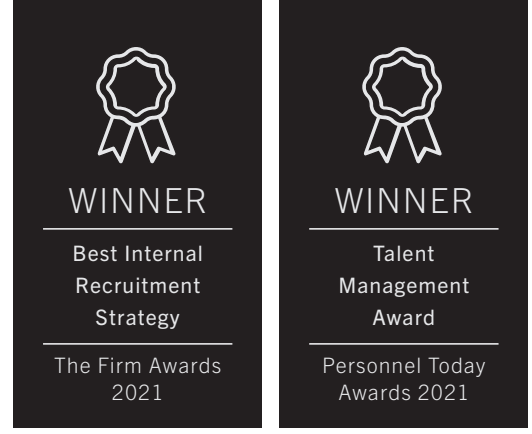 WINNER
Best Internal
Recruitment
Strategy
The Firm Awards
2021
WINNER
Talent
Management
Award
Personnel Today
Awards 2021